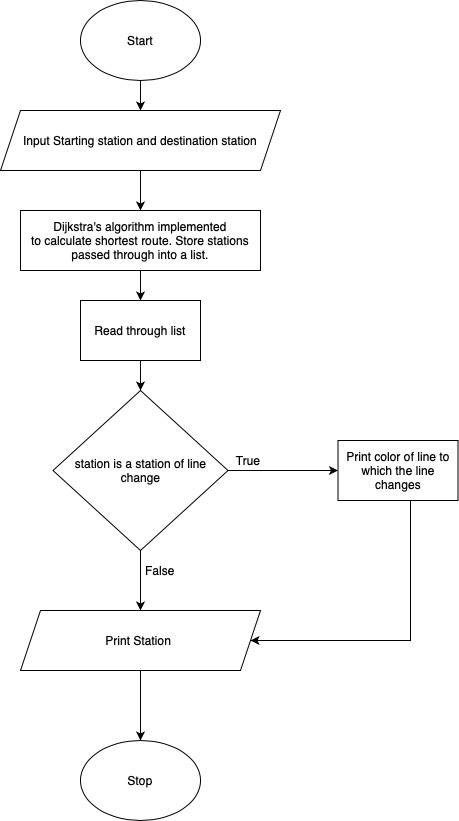 Start
Input Starting station and destination station
Dijkstra's algorithm implemented
to calculate shortest route. Store stations
passed through into a list.
Read through list
station is a station of line
change
True
Print color of line to
which the line
changes
False
Print Station
Stop